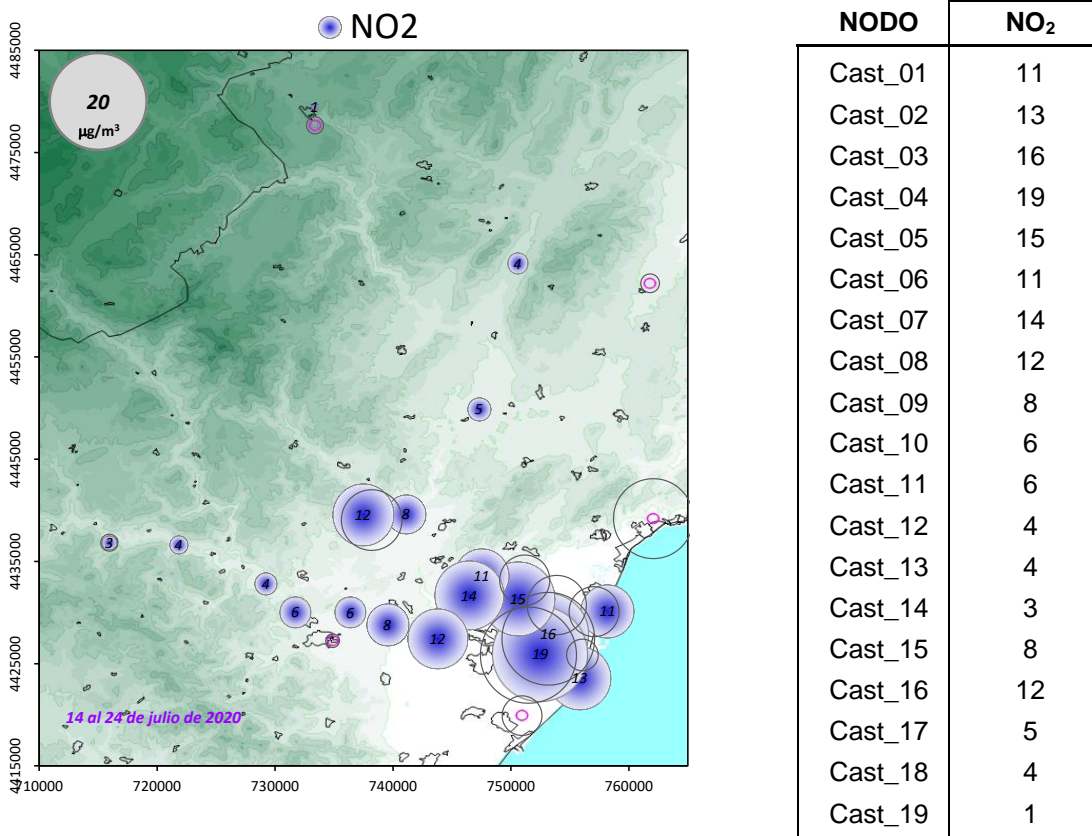 NO2
20
µg/m³
14 al 24 de julio de 2020
4485000
4475000
4465000
4455000
4445000
4435000
4425000
4415000
710000 720000 730000 740000 750000 760000
1
4
5
12 8
3 4
11
4 14 15
6 6 11
8 12 16
19
13
NODO NO₂
Cast_01 11
Cast_02 13
Cast_03 16
Cast_04 19
Cast_05 15
Cast_06 11
Cast_07 14
Cast_08 12
Cast_09 8
Cast_10 6
Cast_11 6
Cast_12 4
Cast_13 4
Cast_14 3
Cast_15 8
Cast_16 12
Cast_17 5
Cast_18 4
Cast_19 1